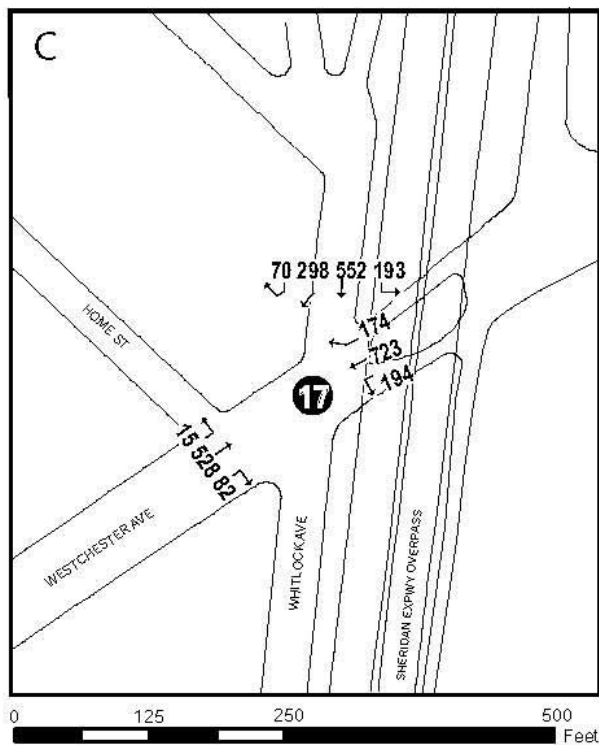 C
70 298 552 193
174
723
194
HOME ST
17
15 528 82
WESTCHESTER AVE
WHITLOCK AVE
SHERIDAN EXPWY OVERPASS
0 125 250 500
Feet